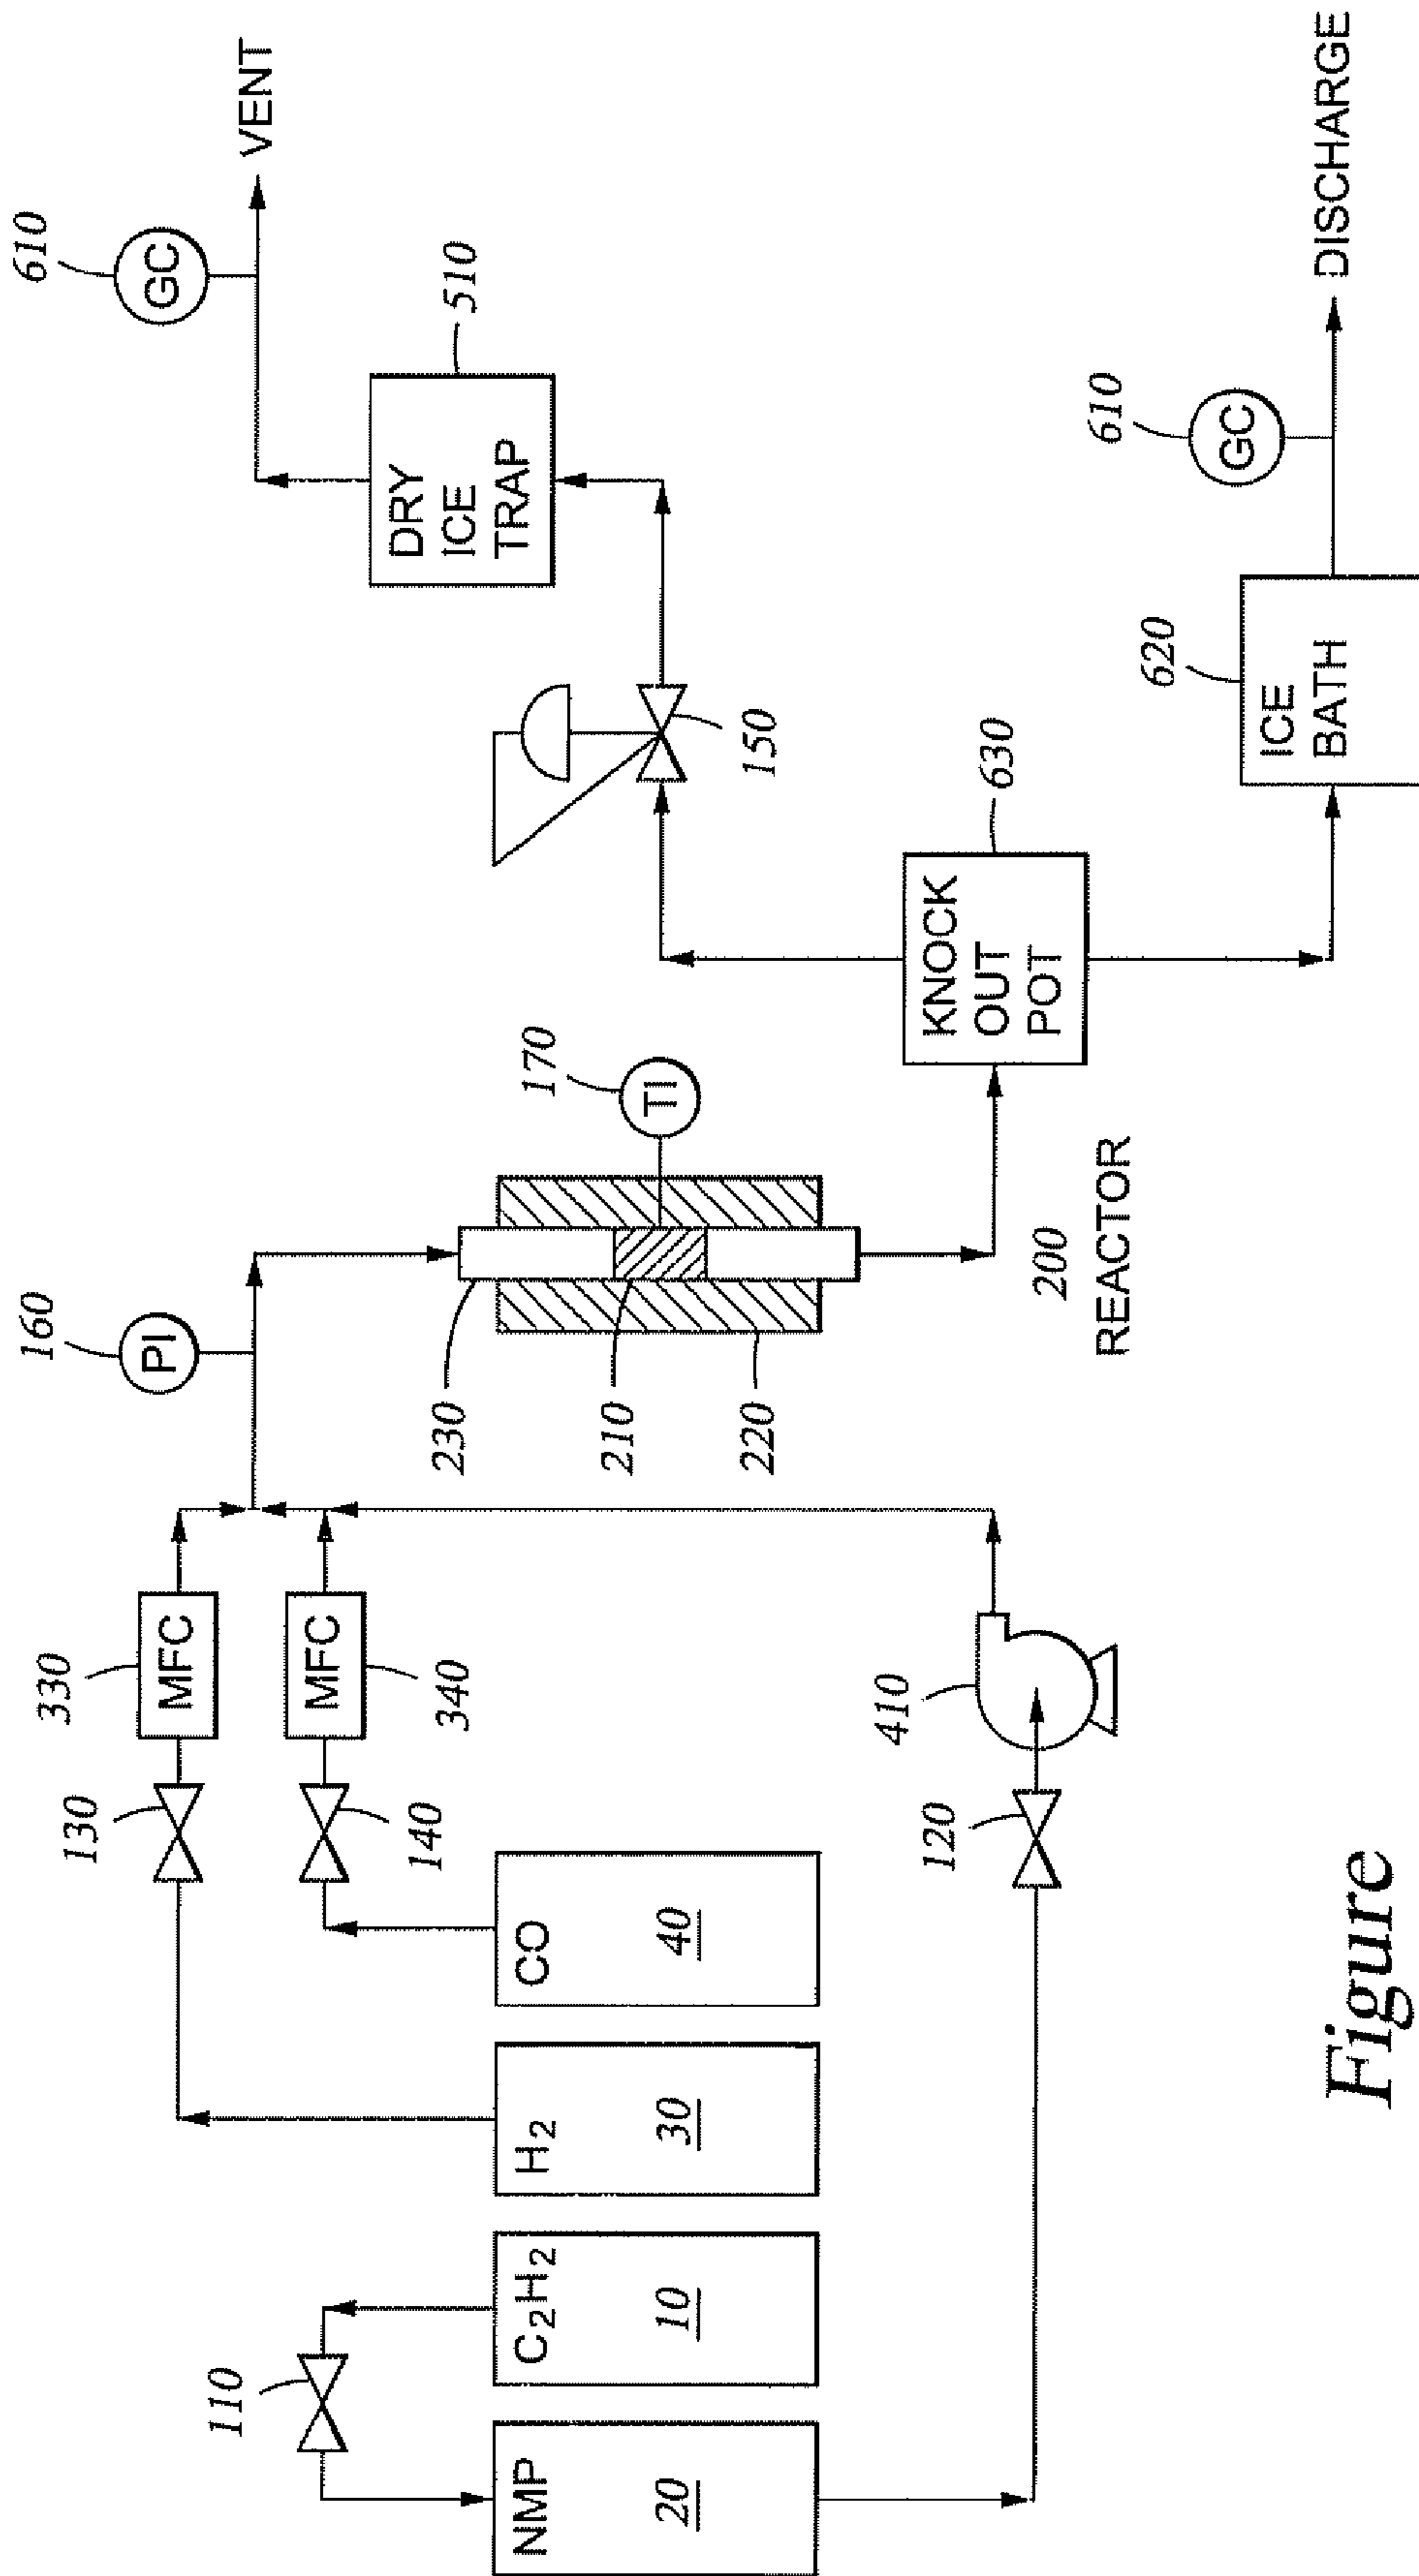 610
GC
VENT
510
DRY
ICE
TRAP
160
PI
330
MFC
130
340
MFC
140
110
NMP
20
C2H2
10
H2
30
CO
40
230
210
220
170
TI
200
REACTOR
150
KNOCK
OUT
POT
630
410
120
610
GC
620
ICE
BATH
DISCHARGE
Figure